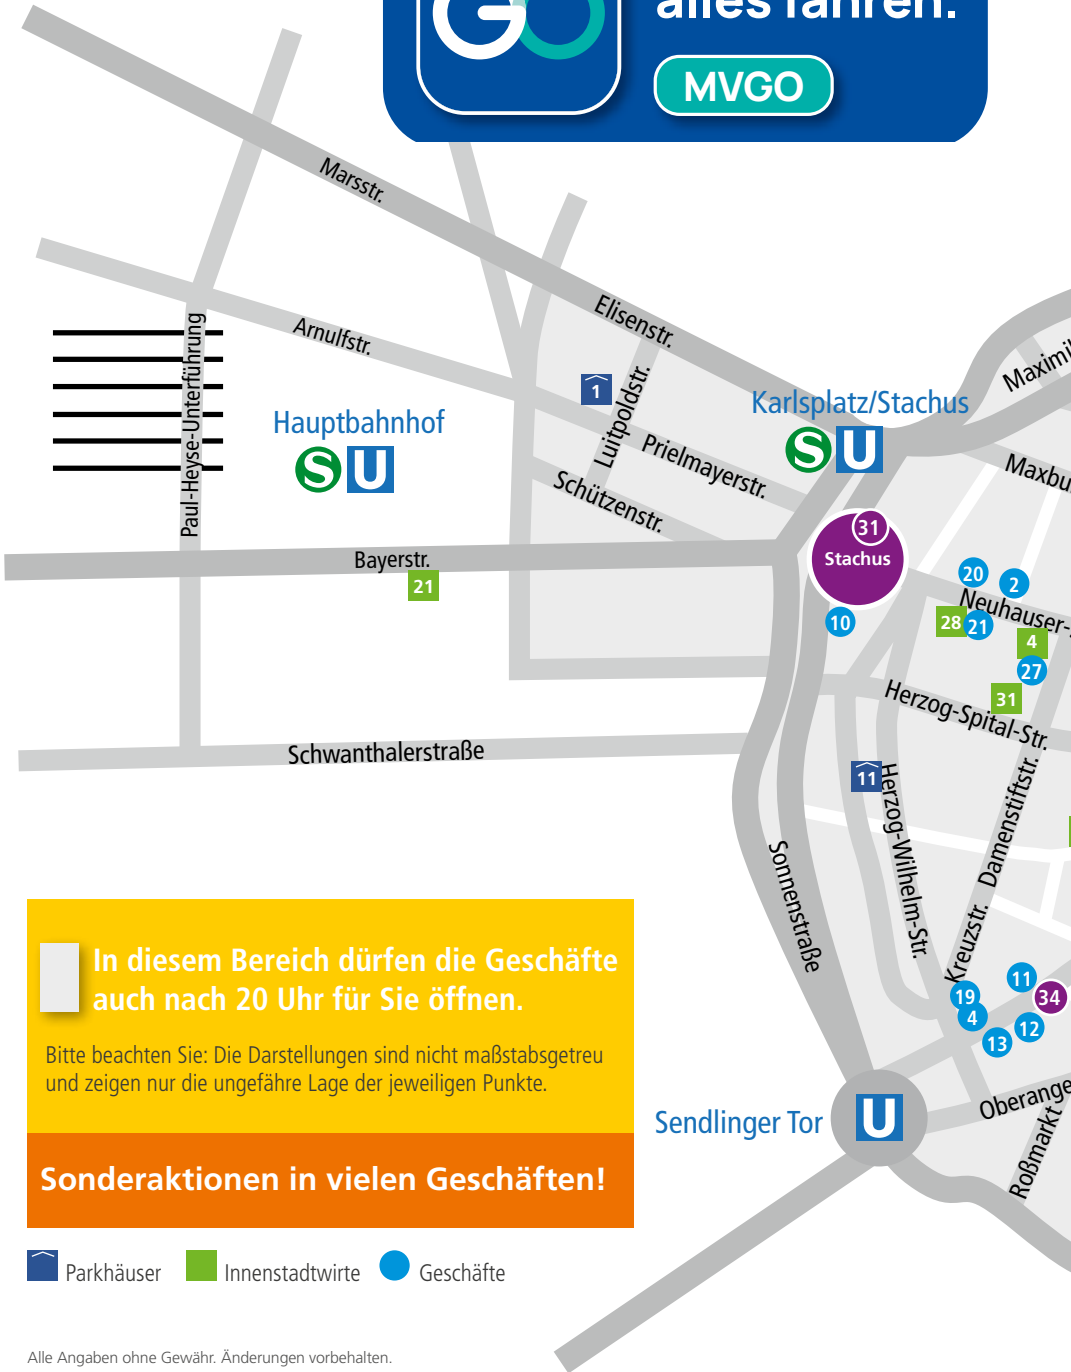 GO
alles fahren.
MVGO
Marsstr.
Elisenstr.
Arnulfstr.
Paul-Heyse-Unterführung
Luitpoldstr.
1
Hauptbahnhof
S U
Karlsplatz/Stachus
S U
Prielmayerstr.
Schützenstr.
31
Stachus
Bayerstr.
21
20
2
Neuhauser-
10
28
21
4
27
31
Herzog-Spital-Str.
Schwanthalerstraße
11
Herzog-Wilhelm-Str.
Damenstiftstr.
Sonnenstraße
Kreuzstr.
11
19
34
4
12
13
Sendlinger Tor
U
Roßmarkt
In diesem Bereich dürfen die Geschäfte
auch nach 20 Uhr für Sie öffnen.
Bitte beachten Sie: Die Darstellungen sind nicht maßstabsgetreu
und zeigen nur die ungefähre Lage der jeweiligen Punkte.
Sonderaktionen in vielen Geschäften!
Parkhäuser Innenstadtwirte Geschäfte
Alle Angaben ohne Gewähr. Änderungen vorbehalten.